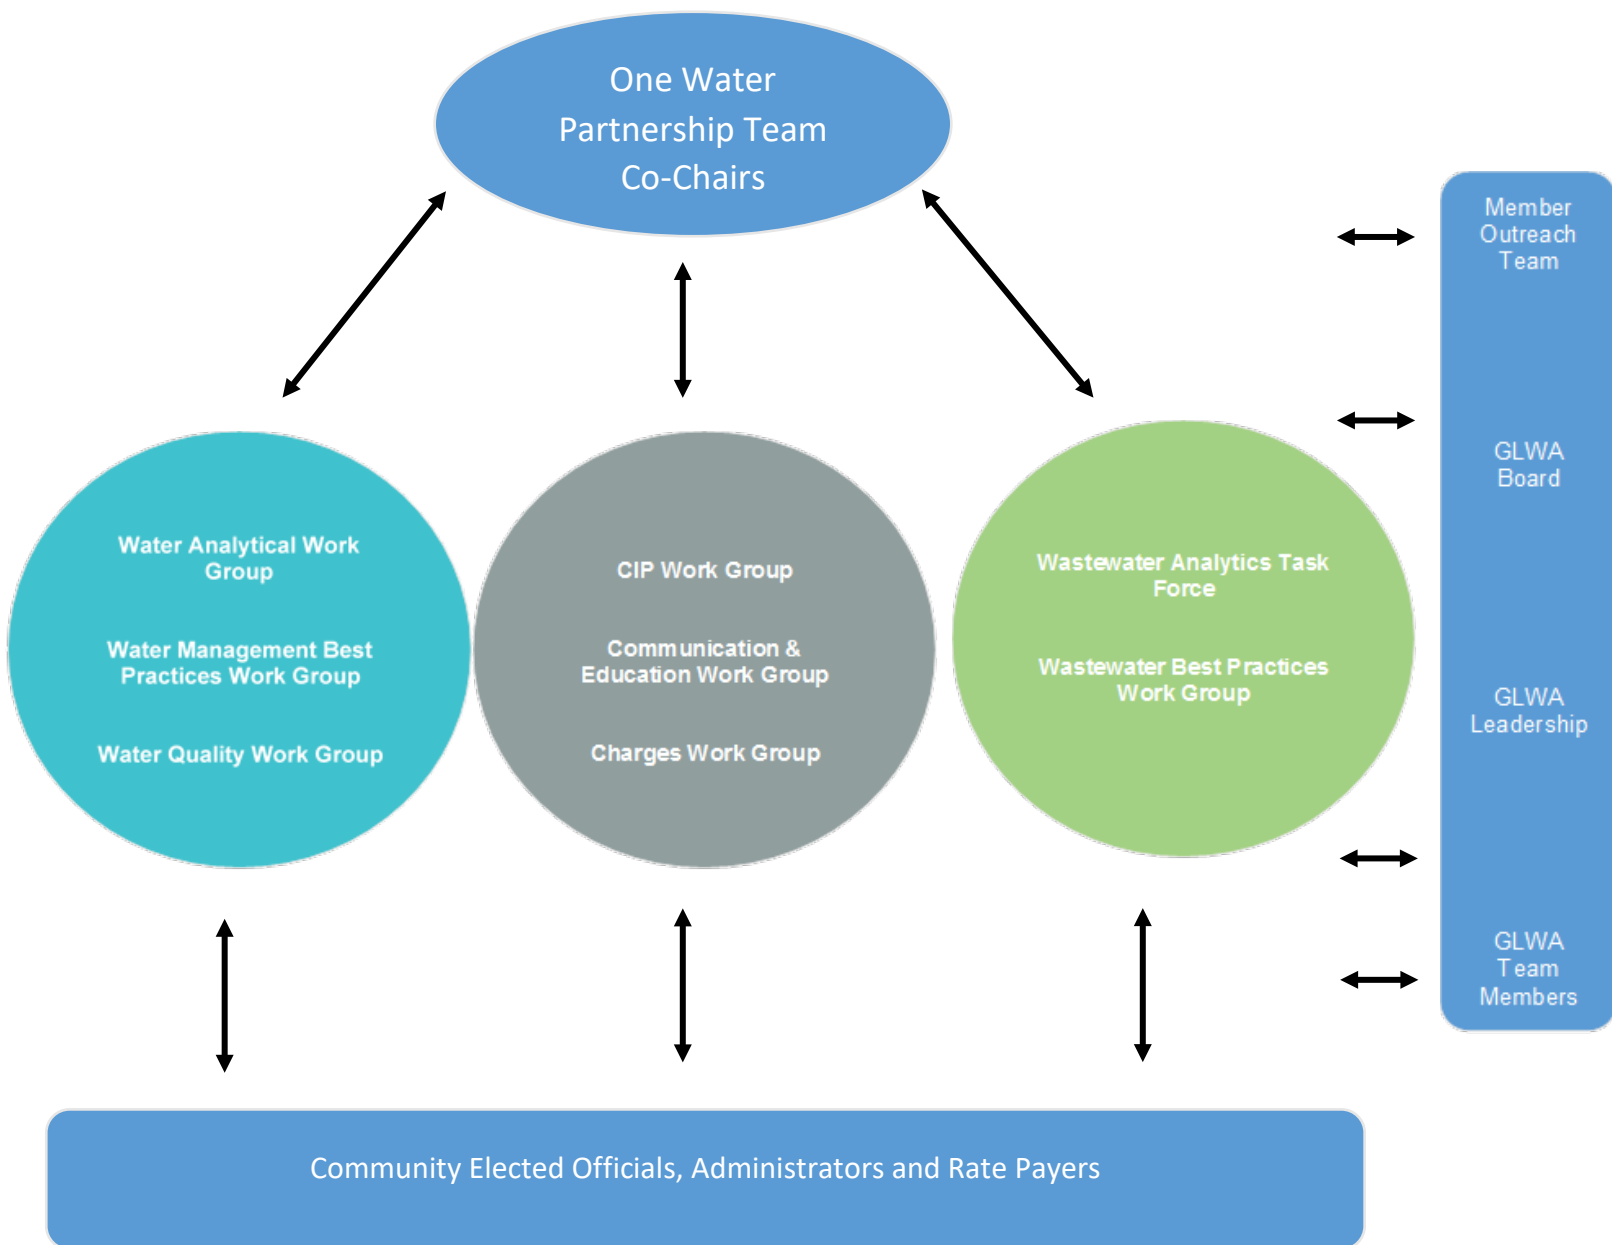 One Water
Partnership Team
Co-Chairs
Member
Outreach
Team
GLWA
Board
GLWA
Leadership
GLWA
Team
Members
Water Analytical Work
Group
Water Management Best
Practices Work Group
Water Quality Work Group
CIP Work Group
Communication &
Education Work Group
Charges Work Group
Wastewater Analytics Task
Force
Wastewater Best Practices
Work Group
Community Elected Officials, Administrators and Rate Payers